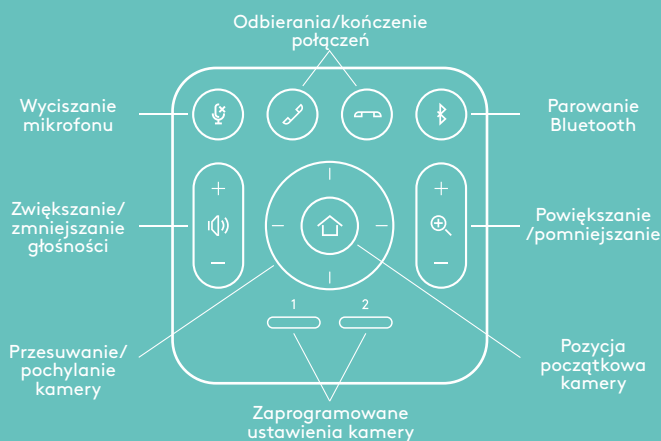 Odbierania/kończenie
połączeń
Wyciszanie
mikrofonu
Parowanie
Bluetooth
Zwiększanie/
zmniejszanie
głośności
Powiększanie
/pomniejszanie
1
2
Przesuwanie/
pochylanie
kamery
Pozycja
początkowa
kamery
Zaprogramowane
ustawienia kamery